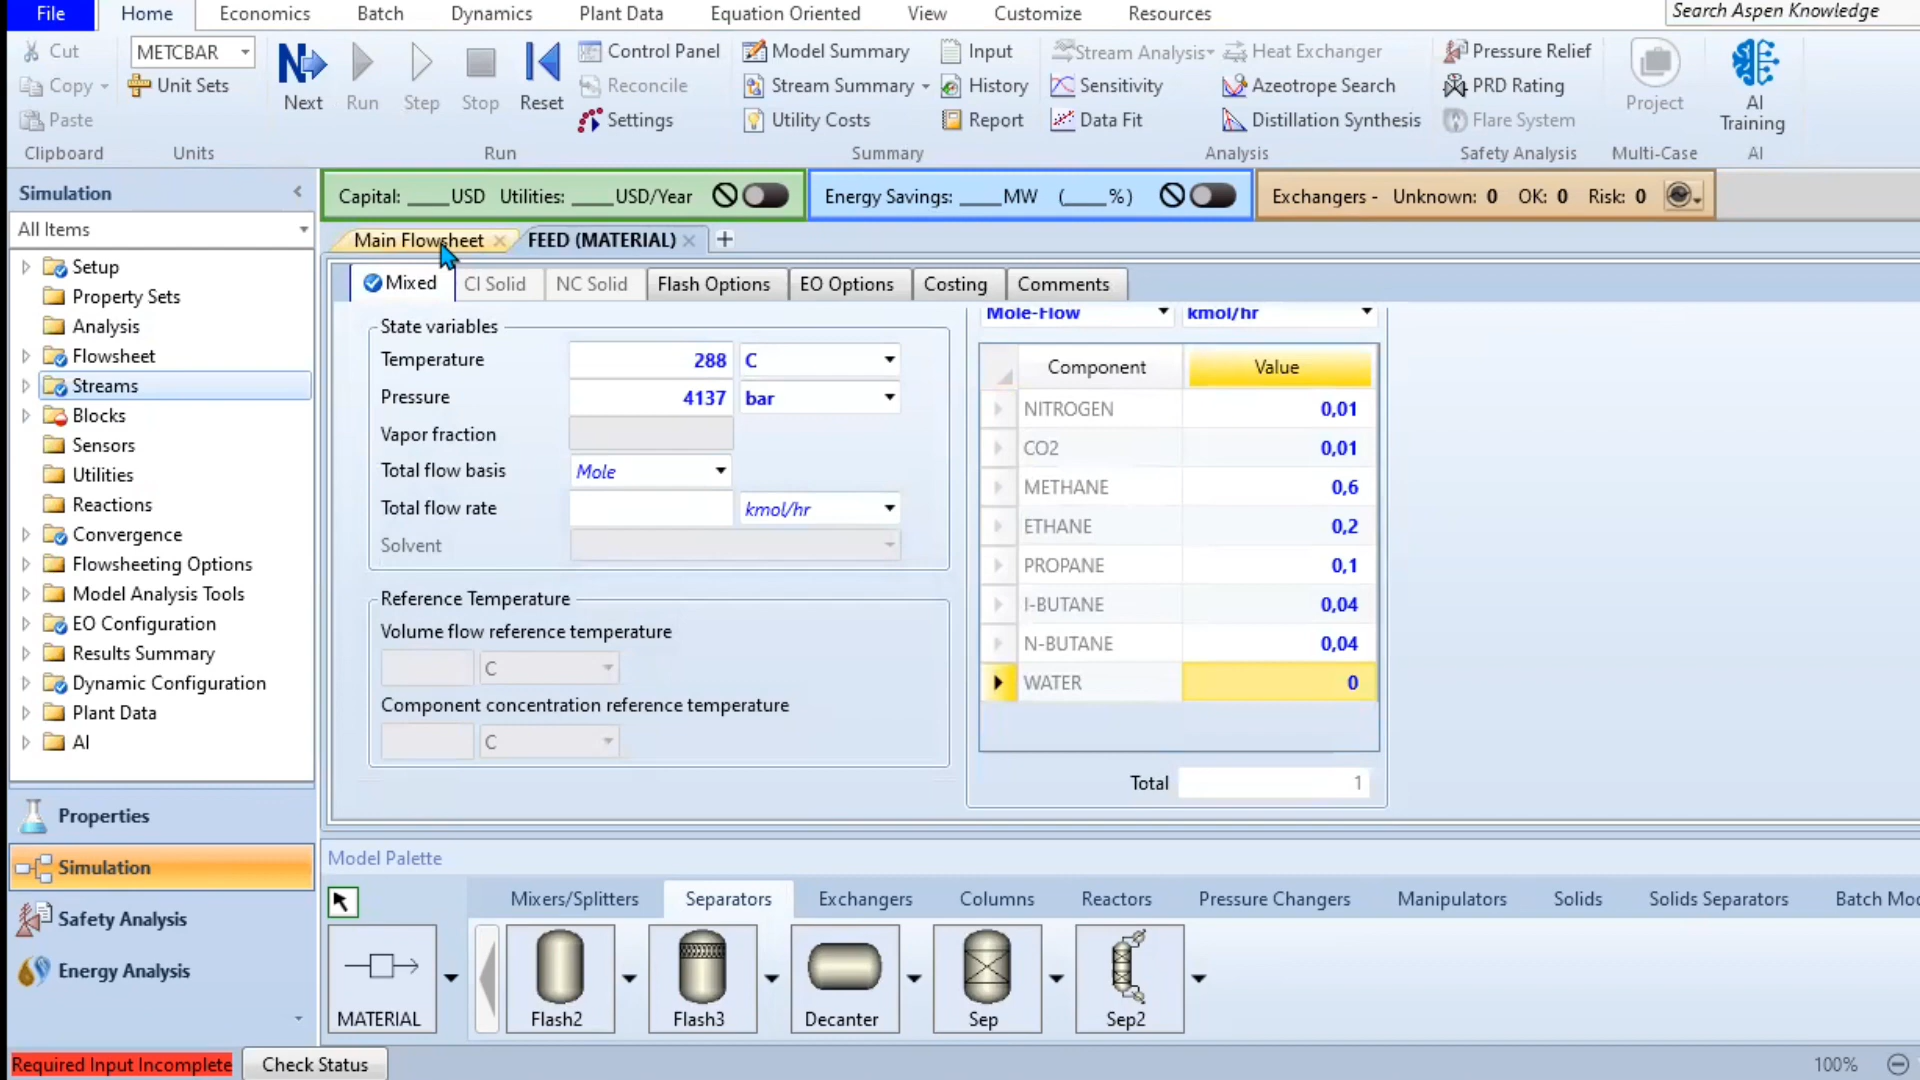 File Home Economics Batch Dynamics Plant Data Equation Oriented View Customize Resources Search Aspen Knowledge
Cut METCBAR Control Panel Model Summary Input Stream Analysis Heat Exchanger Pressure Relief
Copy Unit Sets Next Run Step Stop Reset Reconcile Stream Summary History Sensitivity Azeotrope Search PRD Rating Project AI Training
Paste Settings Utility Costs Report Data Fit Distillation Synthesis Flare System
Clipboard Units Run Summary Analysis Safety Analysis Multi-Case AI
Simulation
Capital: ____USD Utilities: ____USD/Year Energy Savings: ____MW (____%) Exchangers - Unknown: 0 OK: 0 Risk: 0
All Items
Main Flowsheet FEED (MATERIAL)
Mixed CI Solid NC Solid Flash Options EO Options Costing Comments
Setup
Property Sets
Analysis
Flowsheet
Streams
Blocks
Sensors
Utilities
Reactions
Convergence
Flowsheeting Options
Model Analysis Tools
EO Configuration
Results Summary
Dynamic Configuration
Plant Data
AI
Properties
Simulation
Safety Analysis
Energy Analysis
State variables
Temperature 288 C
Pressure 4137 bar
Vapor fraction
Total flow basis Mole
Total flow rate kmol/hr
Solvent
Reference Temperature
Volume flow reference temperature
C
Component concentration reference temperature
C
Mole-Flow kmol/hr
Component Value
NITROGEN 0,01
CO2 0,01
METHANE 0,6
ETHANE 0,2
PROPANE 0,1
I-BUTANE 0,04
N-BUTANE 0,04
WATER 0
Total 1
Model Palette
Mixers/Splitters Separators Exchangers Columns Reactors Pressure Changers Manipulators Solids Solids Separators Batch Mo
MATERIAL Flash2 Flash3 Decanter Sep Sep2
Required Input Incomplete Check Status 100%